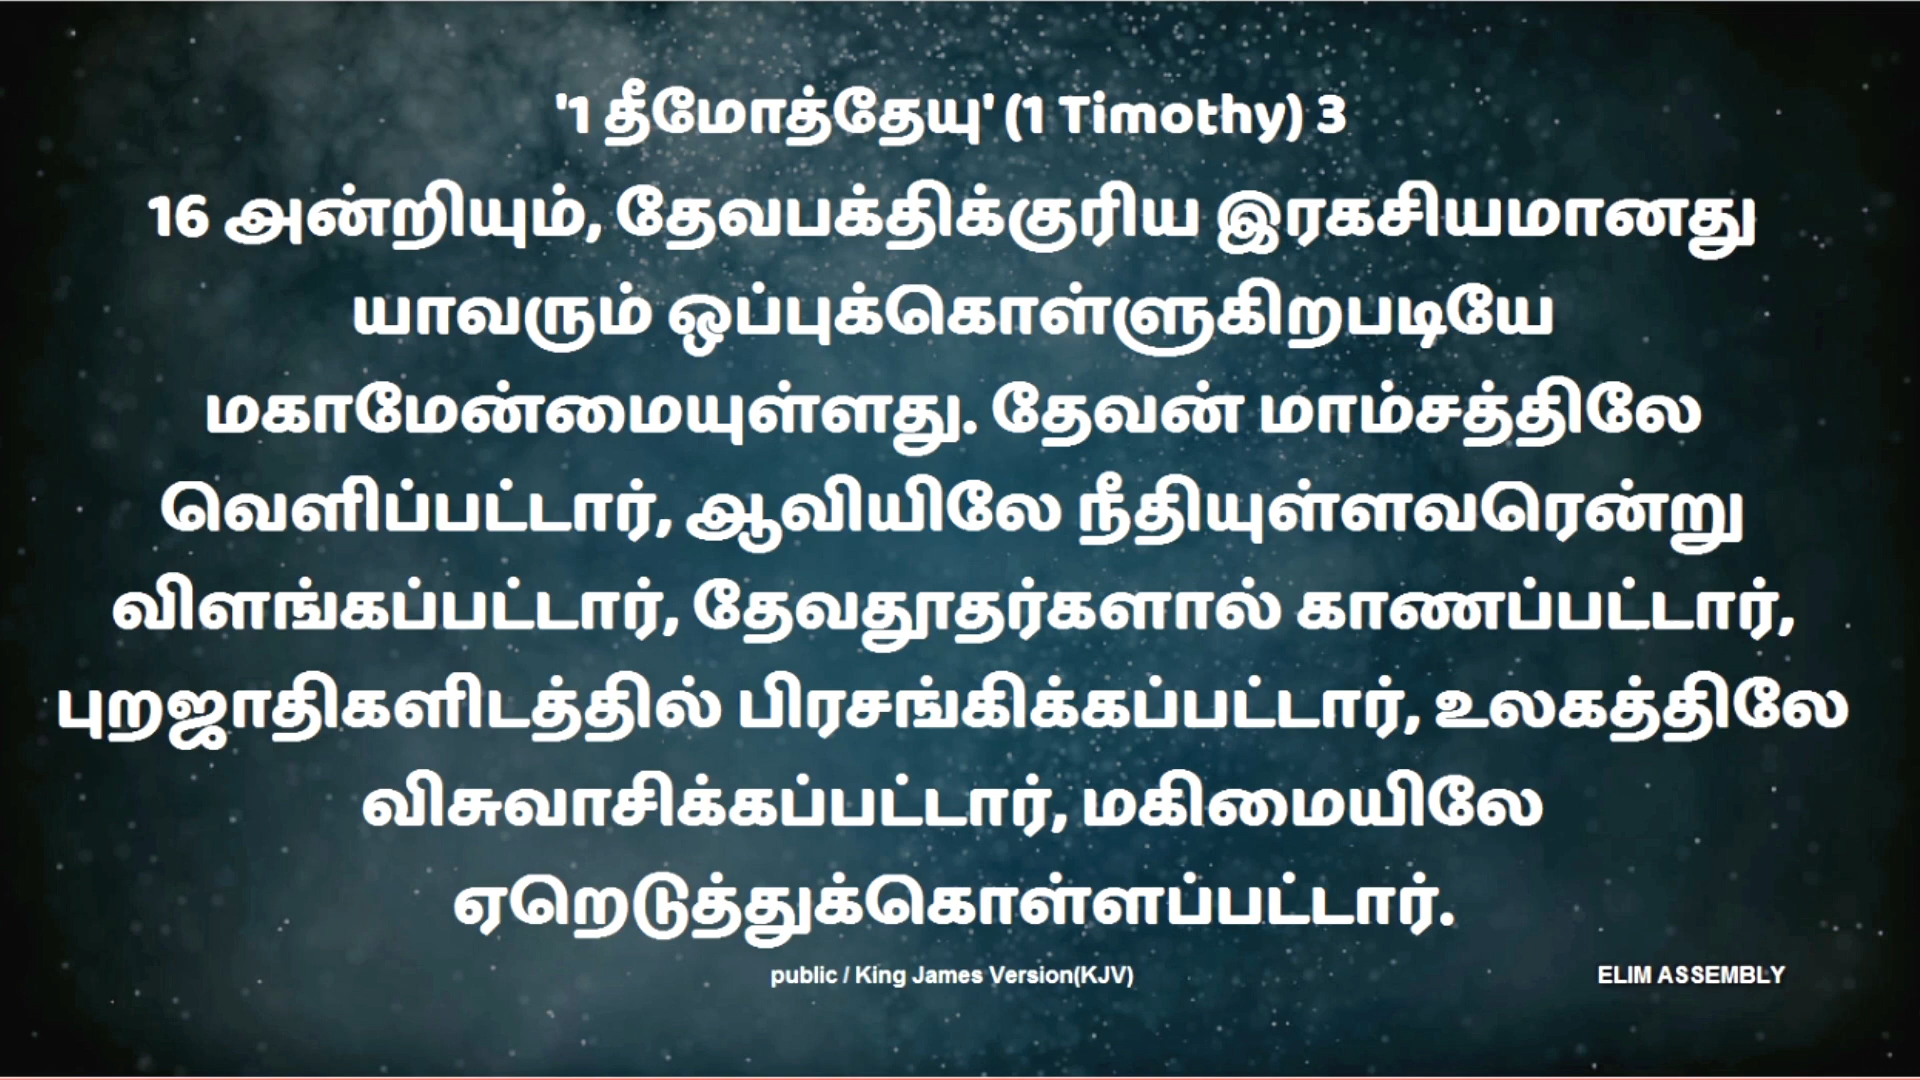 '1 தீமோத்தேயு' (1 Timothy) 3
16 அன்றியும், தேவபக்திக்குரிய இரகசியமானது
யாவரும் ஒப்புக்கொள்ளுகிறபடியே
மகாமேன்மையுள்ளது. தேவன் மாம்சத்திலே
வெளிப்பட்டார், ஆவியிலே நீதியுள்ளவரென்று
விளங்கப்பட்டார், தேவதூதர்களால் காணப்பட்டார்,
புறஜாதிகளிடத்தில் பிரசங்கிக்கப்பட்டார், உலகத்திலே
விசுவாசிக்கப்பட்டார், மகிமையிலே
ஏறெடுத்துக்கொள்ளப்பட்டார்.
public / King James Version(KJV)
ELIM ASSEMBLY